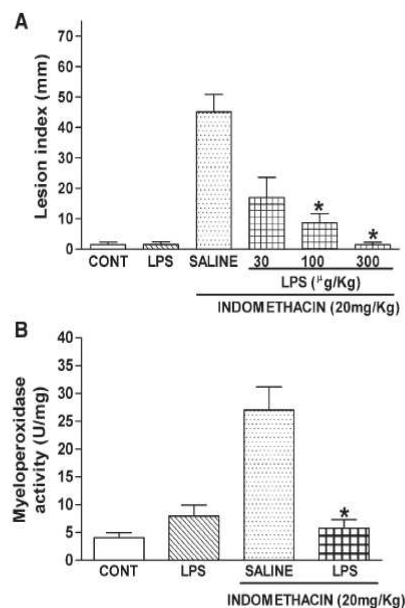 A
Lesion index (mm)
70
60
50
40
30
20
10
0
* *
CONT LPS SALINE 30 100 300
LPS (µg/Kg)
INDOMETHACIN (20mg/Kg)
B
Myeloperoxidase
activity (U/mg)
40
35
30
25
20
15
10
5
0
*
CONT LPS SALINE LPS
INDOMETHACIN (20mg/Kg)